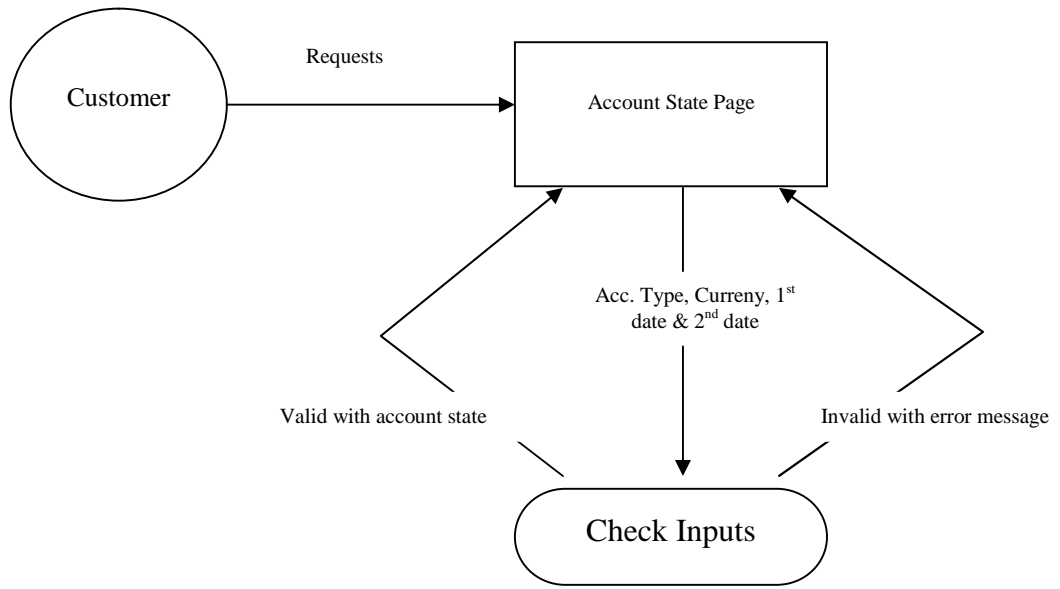 Requests
Customer
Account State Page
Acc. Type, Curreny, 1st
date & 2nd date
Valid with account state
Invalid with error message
Check Inputs